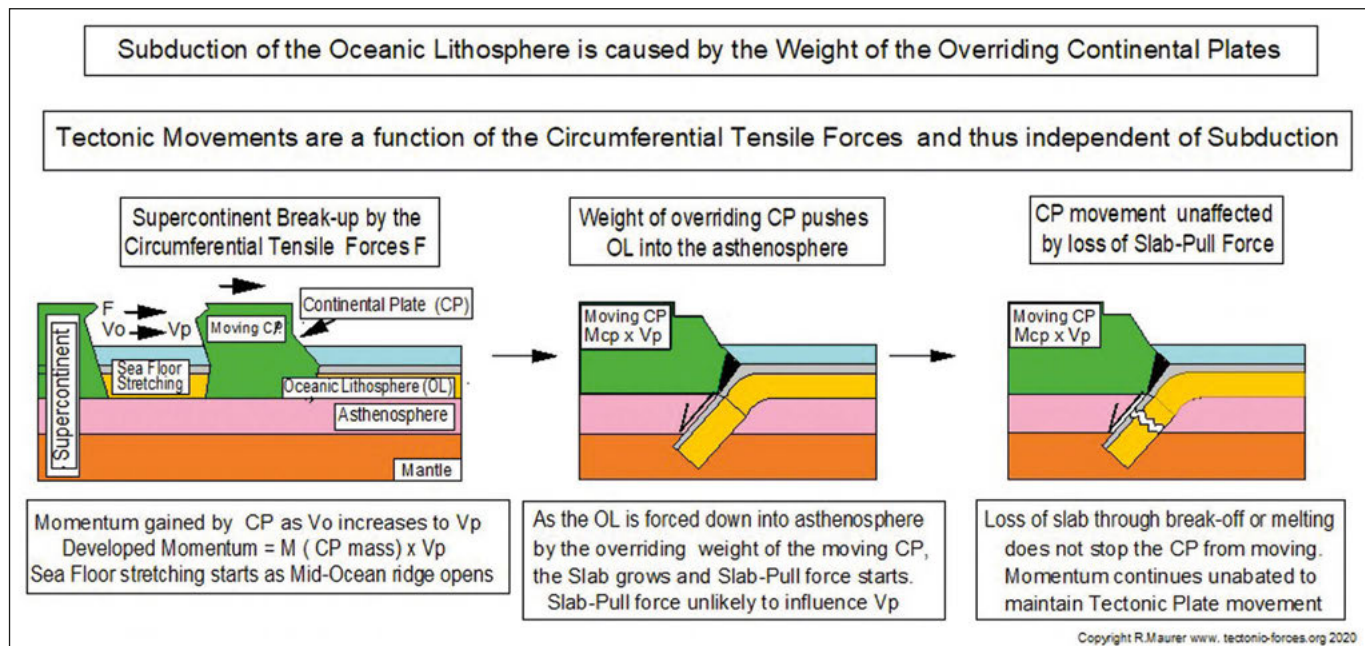 Subduction of the Oceanic Lithosphere is caused by the Weight of the Overriding Continental Plates
Tectonic Movements are a function of the Circumferential Tensile Forces and thus independent of Subduction
Supercontinent Break-up by the
Circumferential Tensile Forces F
F
Vo
Vp
Moving CP
Continental Plate (CP)
Supercontinent
Sea Floor
Stretching
Oceanic Lithosphere (OL)
Asthenosphere
Mantle
Momentum gained by CP as Vo increases to Vp
Developed Momentum = M ( CP mass) x Vp
Sea Floor stretching starts as Mid-Ocean ridge opens
Weight of overriding CP pushes
OL into the asthenosphere
Moving CP
Mcp x Vp
As the OL is forced down into asthenosphere
by the overriding weight of the moving CP,
the Slab grows and Slab-Pull force starts.
Slab-Pull force unlikely to influence Vp
CP movement unaffected
by loss of Slab-Pull Force
Moving CP
Mcp x Vp
Loss of slab through break-off or melting
does not stop the CP from moving.
Momentum continues unabated to
maintain Tectonic Plate movement
Copyright R.Maurer www. tectonic-forces.org 2020